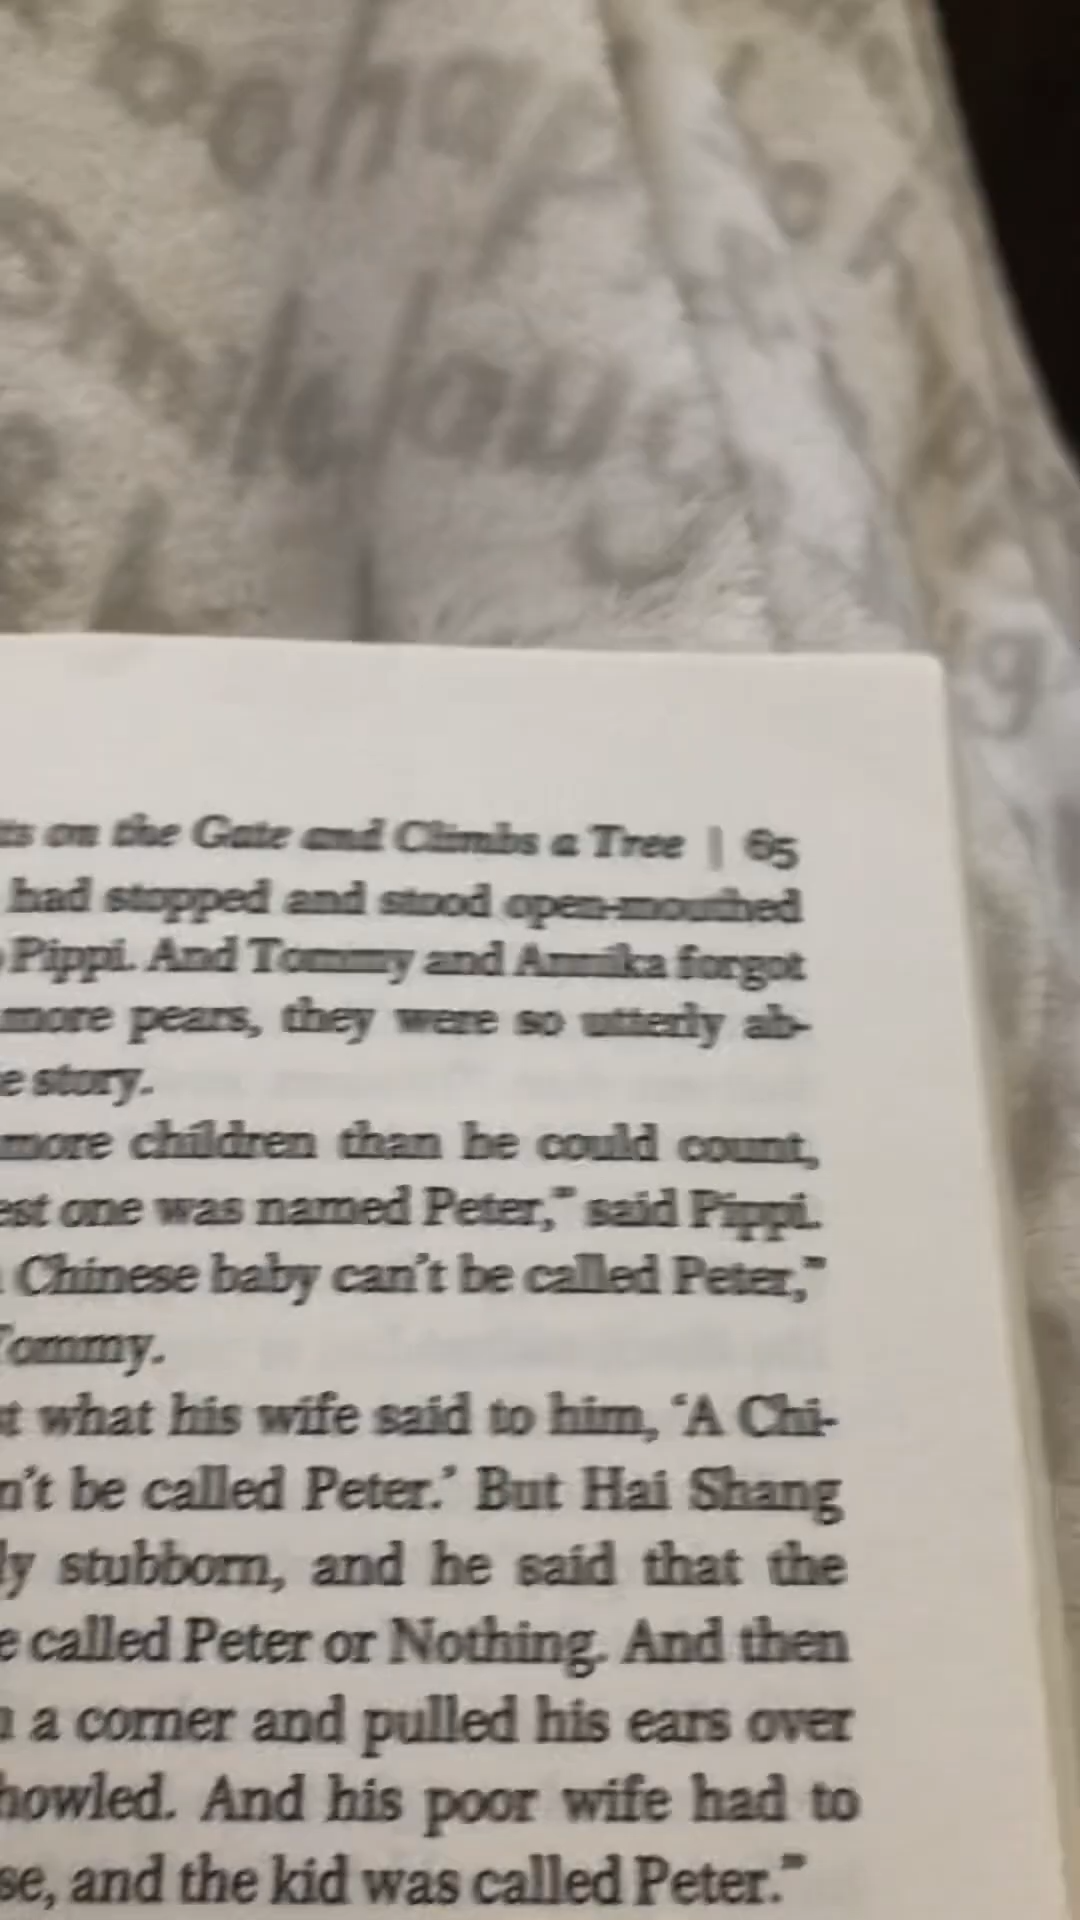 on the Gate and Climbs a Tree | 65
had stopped and stood open-mouthed
Pippi. And Tommy and Annika forgot
more pears, they were so utterly ab-
story.
more children than he could count,
est one was named Peter," said Pippi.
Chinese baby can't be called Peter,"
Tommy.
what his wife said to him, 'A Chi-
n't be called Peter.' But Hai Shang
ly stubborn, and he said that the
called Peter or Nothing. And then
a corner and pulled his ears over
howled. And his poor wife had to
se, and the kid was called Peter."